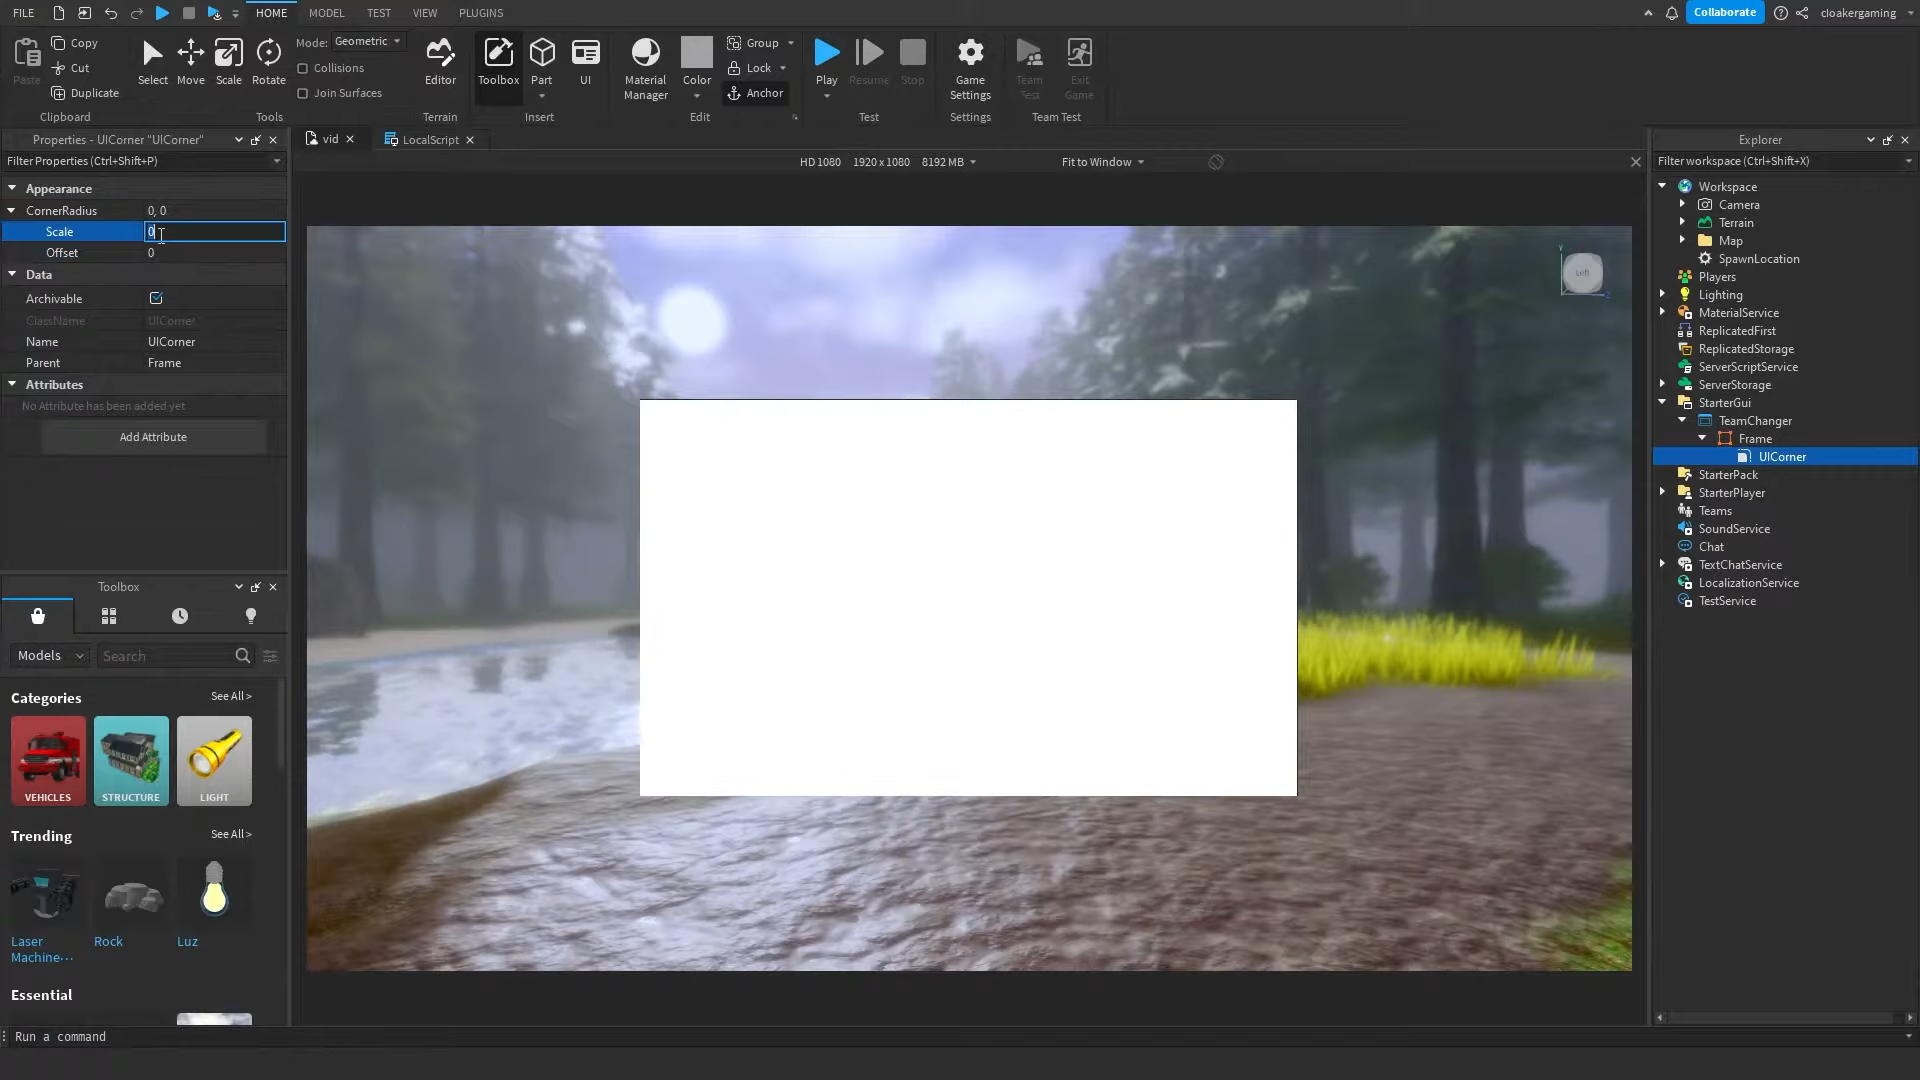 FILE HOME MODEL TEST VIEW PLUGINS Collaborate cloakergaming
Paste Copy Cut Duplicate Clipboard
Select Move Scale Rotate Mode: Geometric Collisions Join Surfaces Tools
Editor Terrain
Toolbox Part UI Insert
Material Manager Color Group Lock Anchor Edit
Play Resume Stop Test
Game Settings Settings
Team Test Exit Game Team Test
Properties - UICorner "UICorner"
Filter Properties (Ctrl+Shift+P)
Appearance
CornerRadius 0, 0
Scale 0
Offset 0
Data
Archivable
ClassName UICorner
Name UICorner
Parent Frame
Attributes
No Attribute has been added yet
Add Attribute
Toolbox
Models Search
Categories See All >
VEHICLES STRUCTURE LIGHT
Trending See All >
Laser Machine··· Rock Luz
Essential
vid LocalScript
HD 1080 1920 x 1080 8192 MB Fit to Window
Left
Explorer
Filter workspace (Ctrl+Shift+X)
Workspace
Camera
Terrain
Map
SpawnLocation
Players
Lighting
MaterialService
ReplicatedFirst
ReplicatedStorage
ServerScriptService
ServerStorage
StarterGui
TeamChanger
Frame
UICorner
StarterPack
StarterPlayer
Teams
SoundService
Chat
TextChatService
LocalizationService
TestService
Run a command